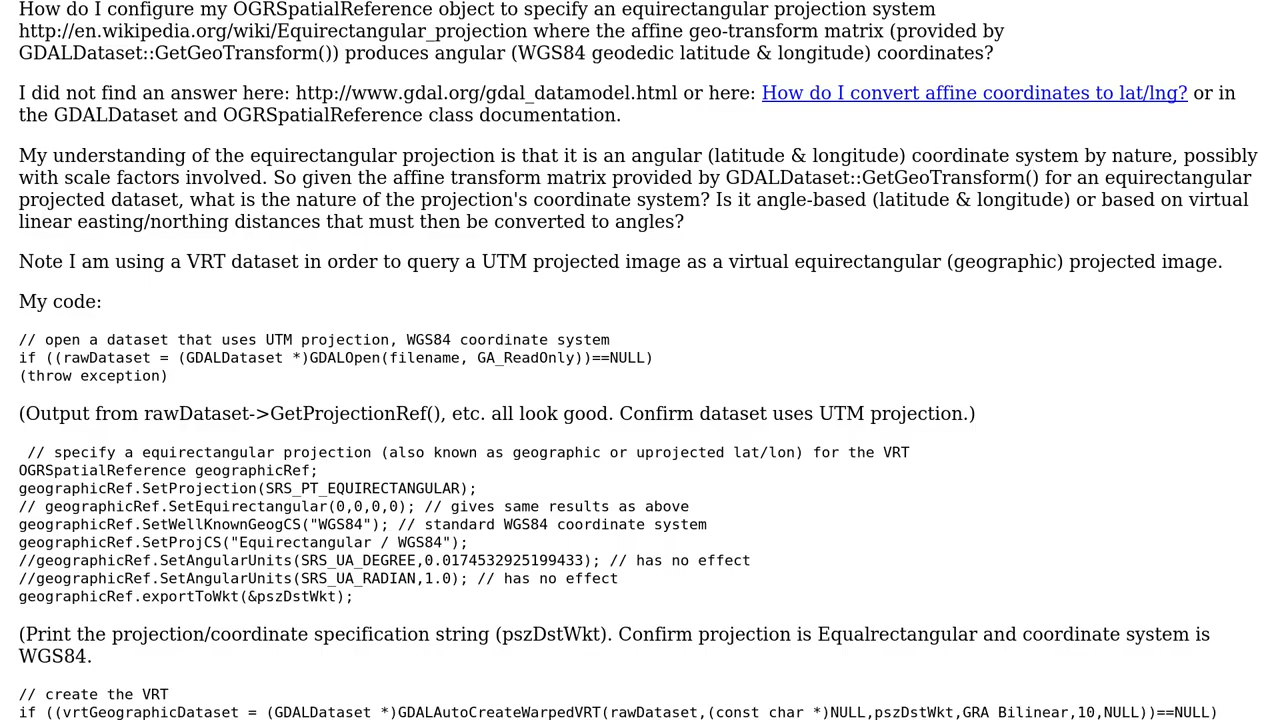 How do I configure my OGRSpatialReference object to specify an equirectangular projection system
http://en.wikipedia.org/wiki/Equirectangular_projection where the affine geo-transform matrix (provided by
GDALDataset::GetGeoTransform()) produces angular (WGS84 geodedic latitude & longitude) coordinates?
I did not find an answer here: http://www.gdal.org/gdal_datamodel.html or here: How do I convert affine coordinates to lat/lng? or in
the GDALDataset and OGRSpatialReference class documentation.
My understanding of the equirectangular projection is that it is an angular (latitude & longitude) coordinate system by nature, possibly
with scale factors involved. So given the affine transform matrix provided by GDALDataset::GetGeoTransform() for an equirectangular
projected dataset, what is the nature of the projection's coordinate system? Is it angle-based (latitude & longitude) or based on virtual
linear easting/northing distances that must then be converted to angles?
Note I am using a VRT dataset in order to query a UTM projected image as a virtual equirectangular (geographic) projected image.
My code:
// open a dataset that uses UTM projection, WGS84 coordinate system
if ((rawDataset = (GDALDataset *)GDALOpen(filename, GA_ReadOnly))==NULL)
(throw exception)
(Output from rawDataset->GetProjectionRef(), etc. all look good. Confirm dataset uses UTM projection.)
// specify a equirectangular projection (also known as geographic or uprojected lat/lon) for the VRT
OGRSpatialReference geographicRef;
geographicRef.SetProjection(SRS_PT_EQUIRECTANGULAR);
// geographicRef.SetEquirectangular(0,0,0,0); // gives same results as above
geographicRef.SetWellKnownGeogCS("WGS84"); // standard WGS84 coordinate system
geographicRef.SetProjCS("Equirectangular / WGS84");
//geographicRef.SetAngularUnits(SRS_UA_DEGREE,0.0174532925199433); // has no effect
//geographicRef.SetAngularUnits(SRS_UA_RADIAN,1.0); // has no effect
geographicRef.exportToWkt(&pszDstWkt);
(Print the projection/coordinate specification string (pszDstWkt). Confirm projection is Equalrectangular and coordinate system is
WGS84.
// create the VRT
if ((vrtGeographicDataset = (GDALDataset *)GDALAutoCreateWarpedVRT(rawDataset,(const char *)NULL,pszDstWkt,GRA_Bilinear,10,NULL))==NULL)